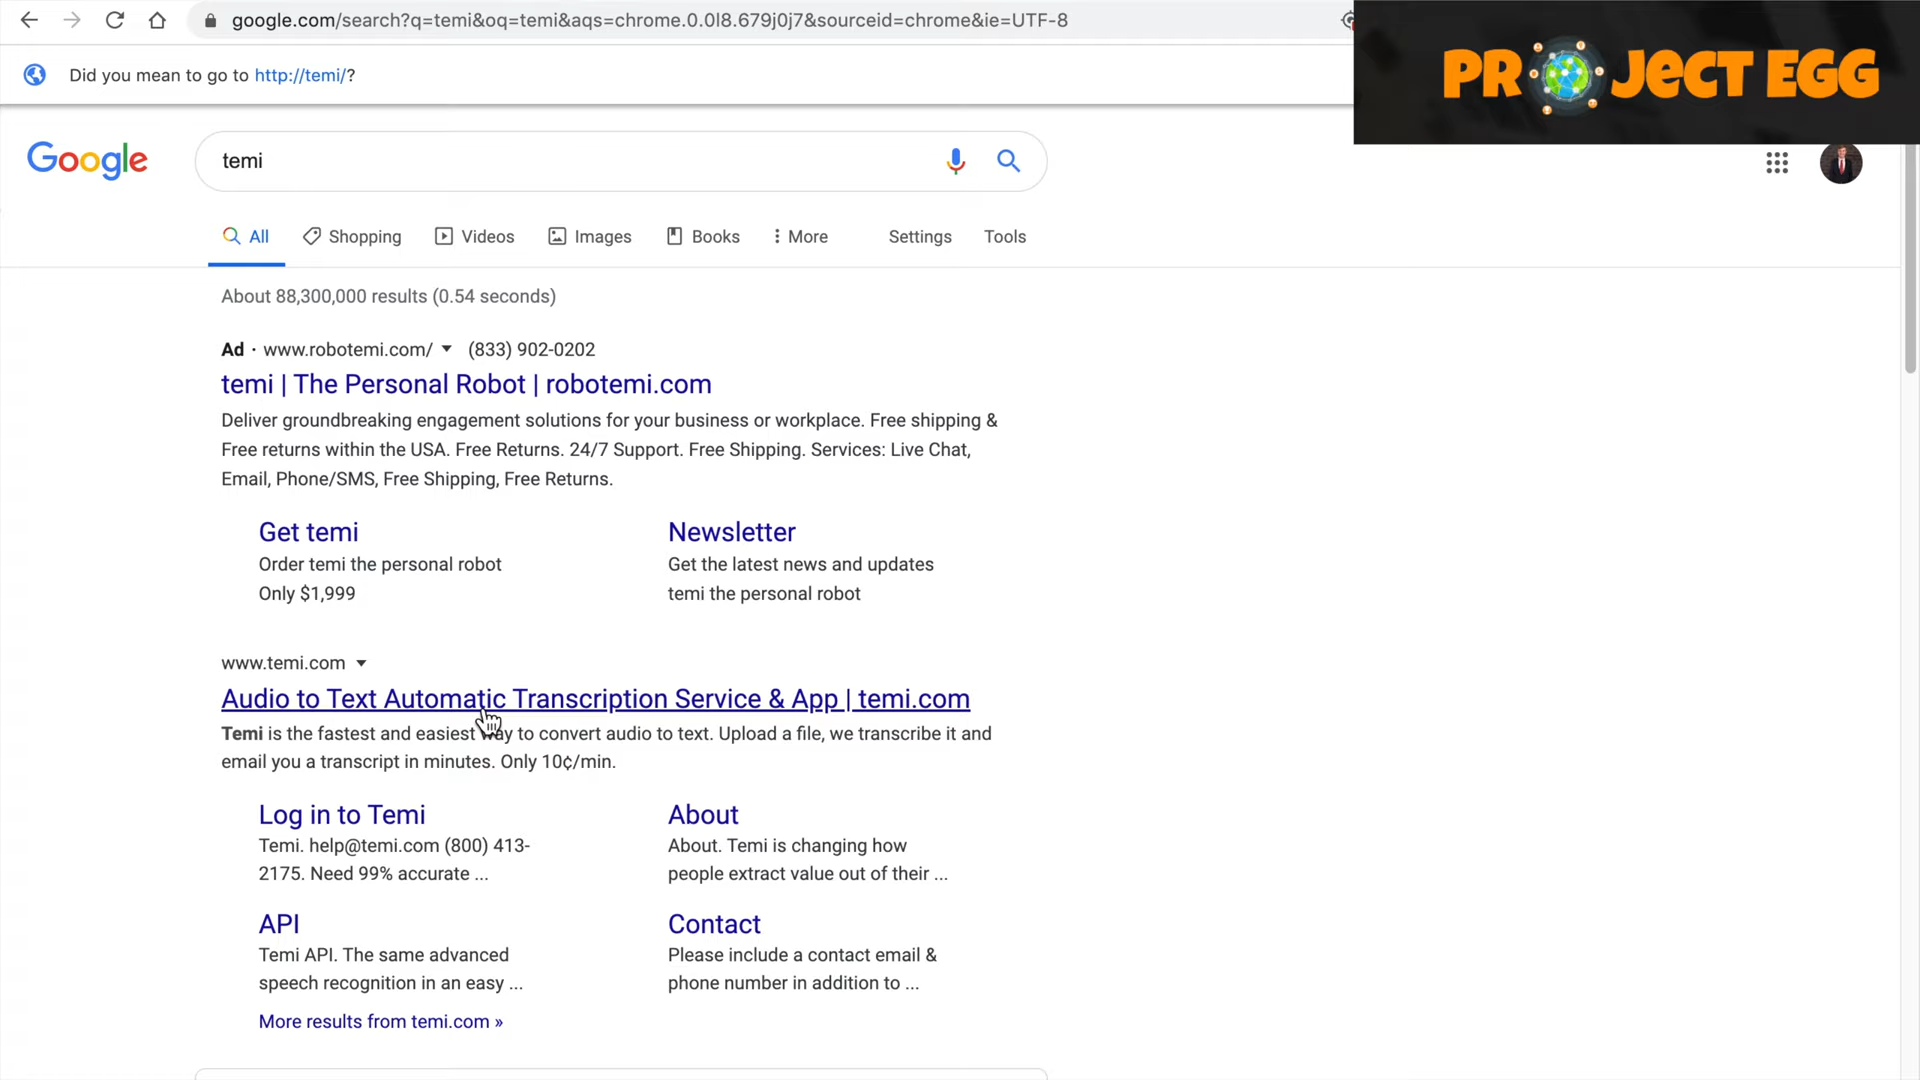 google.com/search?q=temi&oq=temi&aqs=chrome.0.0l8.679j0j7&sourceid=chrome&ie=UTF-8
PROJECT EGG
Did you mean to go to http://temi/?
Google
temi
All Shopping Videos Images Books More Settings Tools
About 88,300,000 results (0.54 seconds)
Ad · www.robotemi.com/ (833) 902-0202
temi | The Personal Robot | robotemi.com
Deliver groundbreaking engagement solutions for your business or workplace. Free shipping &
Free returns within the USA. Free Returns. 24/7 Support. Free Shipping. Services: Live Chat,
Email, Phone/SMS, Free Shipping, Free Returns.
Get temi
Order temi the personal robot
Only $1,999
Newsletter
Get the latest news and updates
temi the personal robot
www.temi.com
Audio to Text Automatic Transcription Service & App | temi.com
Temi is the fastest and easiest way to convert audio to text. Upload a file, we transcribe it and
email you a transcript in minutes. Only 10¢/min.
Log in to Temi
Temi. help@temi.com (800) 413-
2175. Need 99% accurate ...
About
About. Temi is changing how
people extract value out of their ...
API
Temi API. The same advanced
speech recognition in an easy ...
Contact
Please include a contact email &
phone number in addition to ...
More results from temi.com »